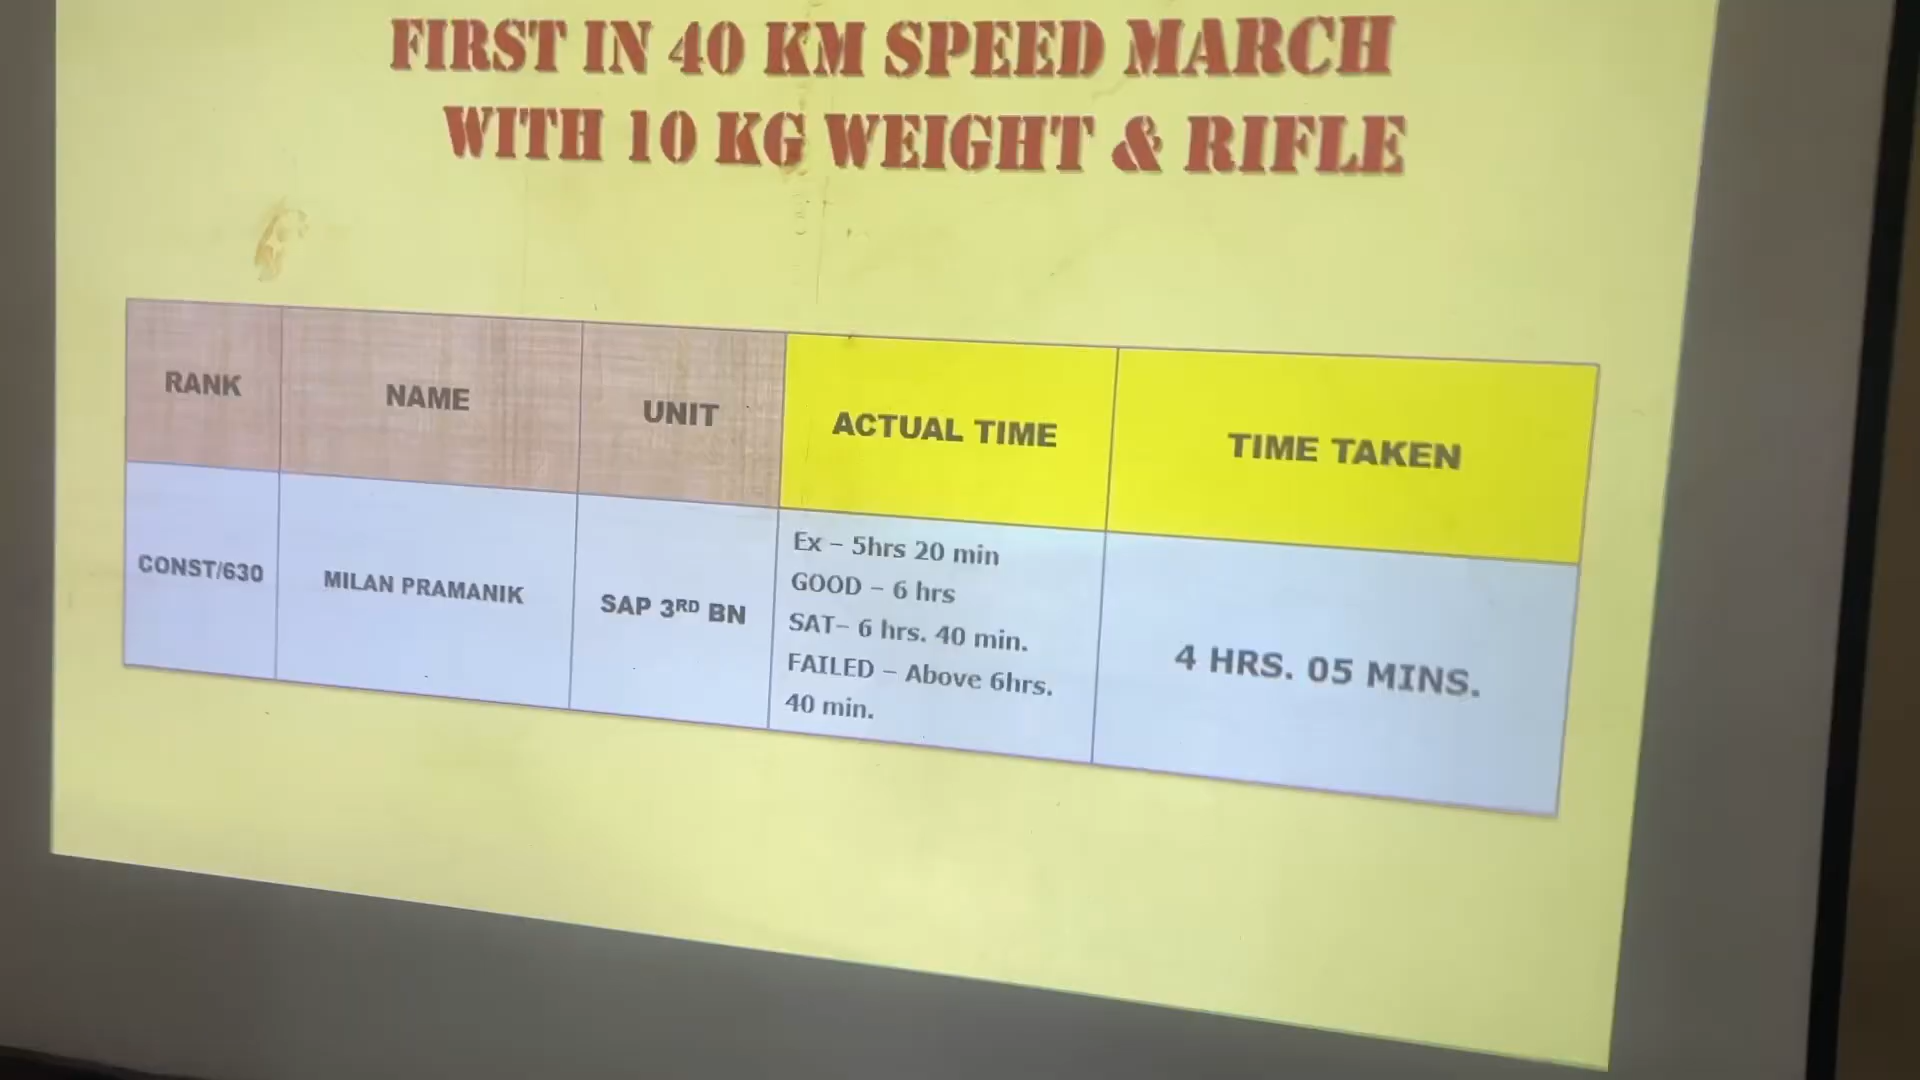 FIRST IN 40 KM SPEED MARCH
WITH 10 KG WEIGHT & RIFLE
RANK
NAME
UNIT
ACTUAL TIME
TIME TAKEN
CONST/630
MILAN PRAMANIK
SAP 3RD BN
Ex – 5hrs 20 min
GOOD – 6 hrs
SAT– 6 hrs. 40 min.
FAILED – Above 6hrs.
40 min.
4 HRS. 05 MINS.